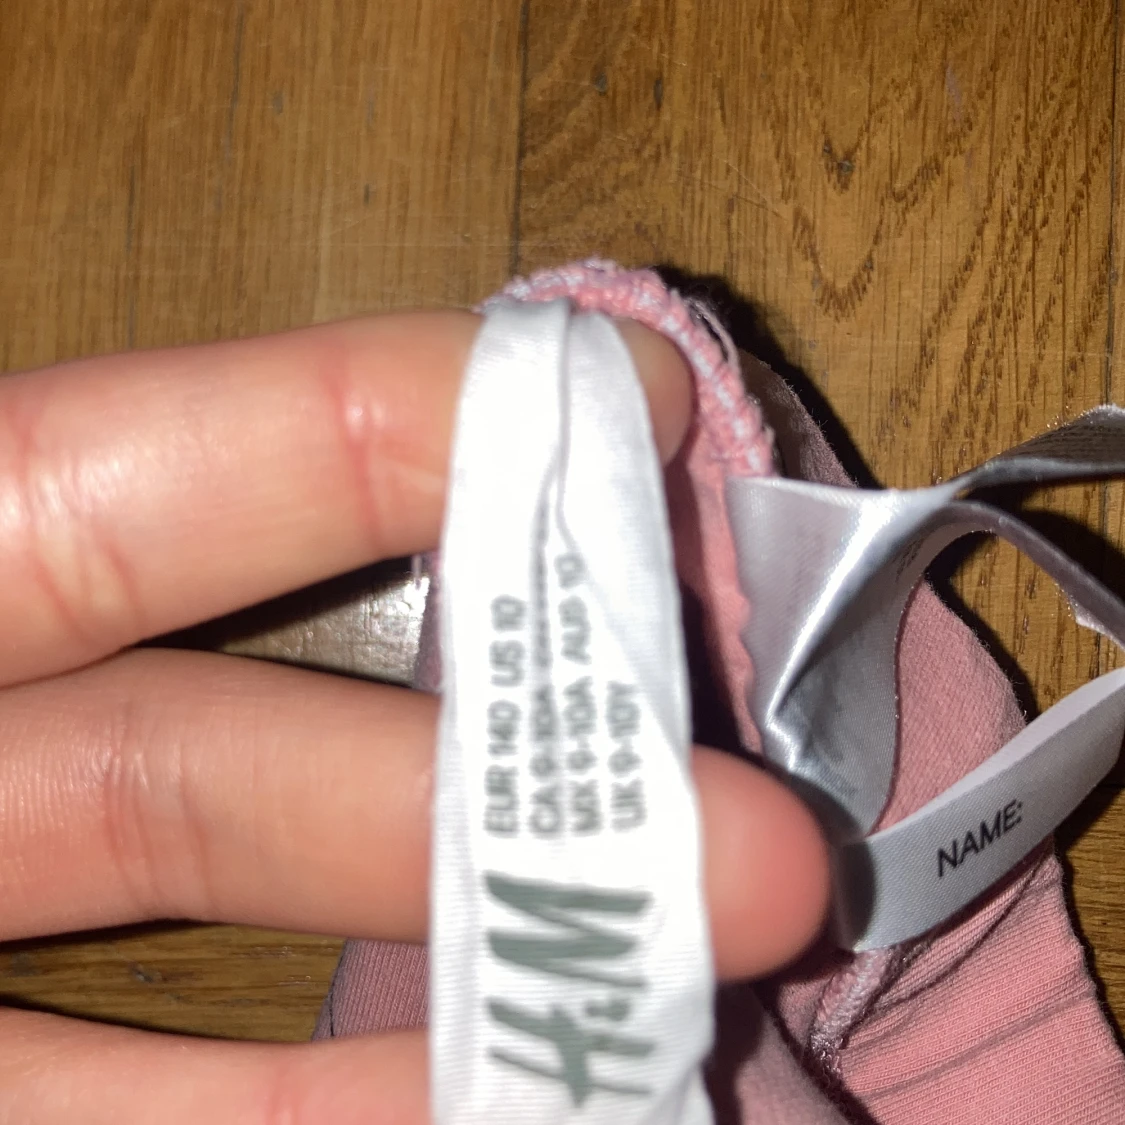 H&M
EUR 140 US 10
CA 9-10A
MX 9-10A AUS 10
UK 9-10Y
NAME: